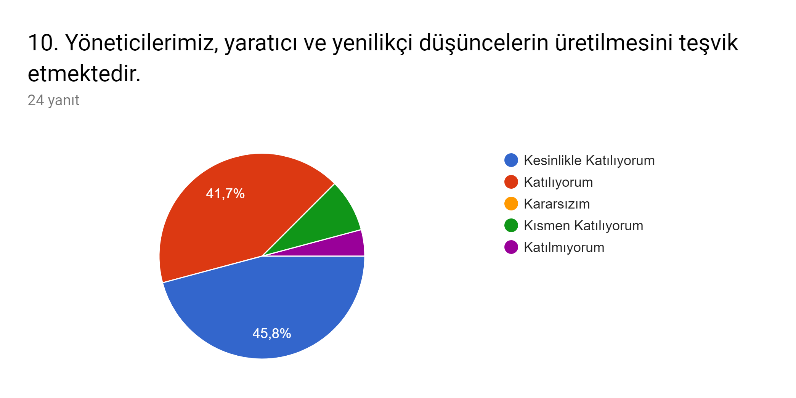 10. Yöneticilerimiz, yaratıcı ve yenilikçi düşüncelerin üretilmesini teşvik
etmektedir.
24 yanıt
41,7%
45,8%
Kesinlikle Katılıyorum
Katılıyorum
Kararsızım
Kısmen Katılıyorum
Katılmıyorum